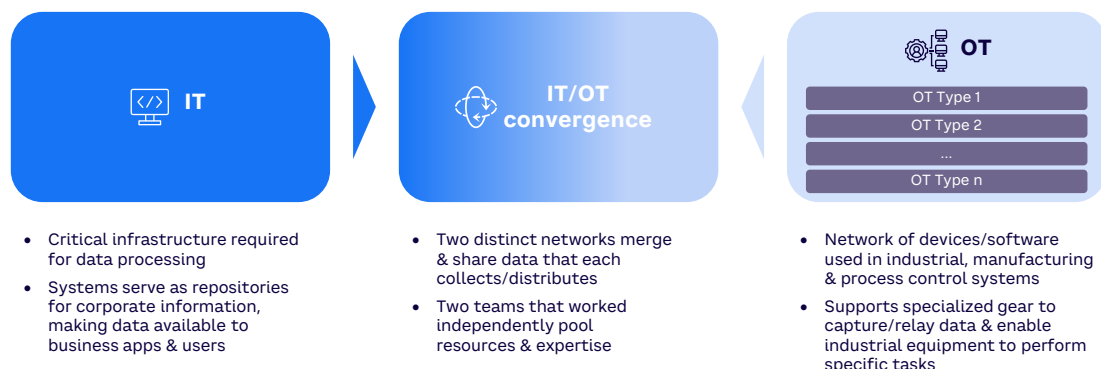 IT
IT/OT
convergence
OT
OT Type 1
OT Type 2
...
OT Type n
• Critical infrastructure required
for data processing
• Systems serve as repositories
for corporate information,
making data available to
business apps & users
• Two distinct networks merge
& share data that each
collects/distributes
• Two teams that worked
independently pool
resources & expertise
• Network of devices/software
used in industrial, manufacturing
& process control systems
• Supports specialized gear to
capture/relay data & enable
industrial equipment to perform
specific tasks